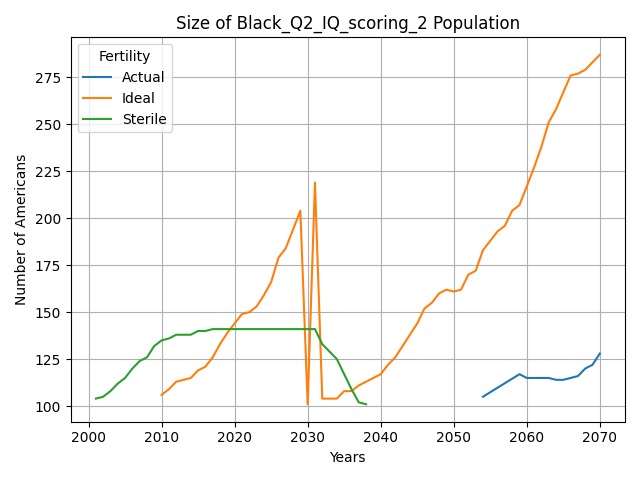 Size of Black_Q2_IQ_scoring_2 Population
Fertility
Actual
Ideal
Sterile
Number of Americans
275
250
225
200
175
150
125
100
2000 2010 2020 2030 2040 2050 2060 2070
Years